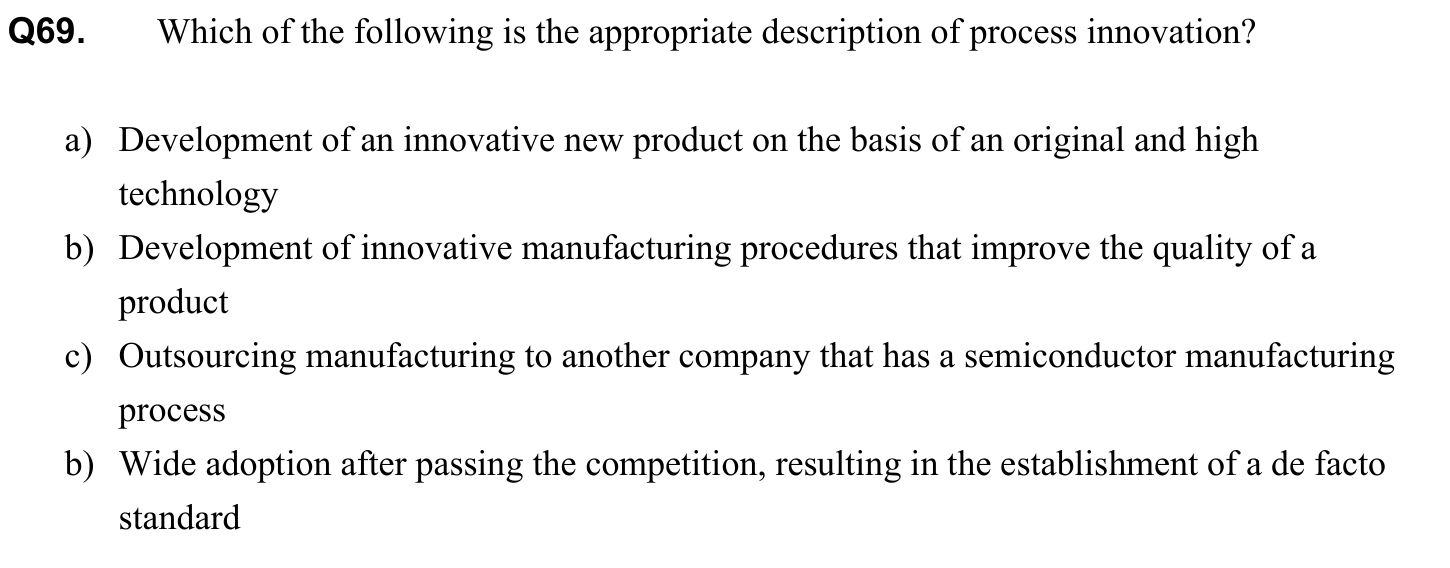 Q69. Which of the following is the appropriate description of process innovation?
a) Development of an innovative new product on the basis of an original and high
technology
b) Development of innovative manufacturing procedures that improve the quality of a
product
c) Outsourcing manufacturing to another company that has a semiconductor manufacturing
process
b) Wide adoption after passing the competition, resulting in the establishment of a de facto
standard